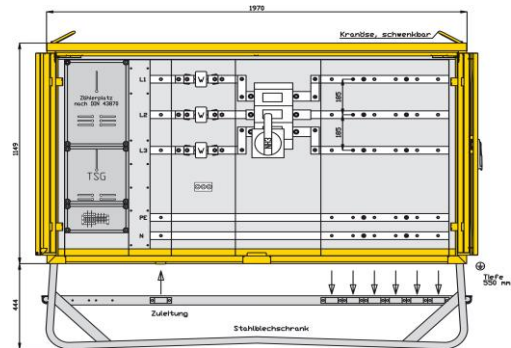 1970
Kranöse, schwenkbar
1149
Zählerplatz
nach DIN 43870
L1
L2
L3
185
185
W
W
W
TSG
PE
N
444
Zuleitung
Stahlblechschrank
Tiefe
550 mm